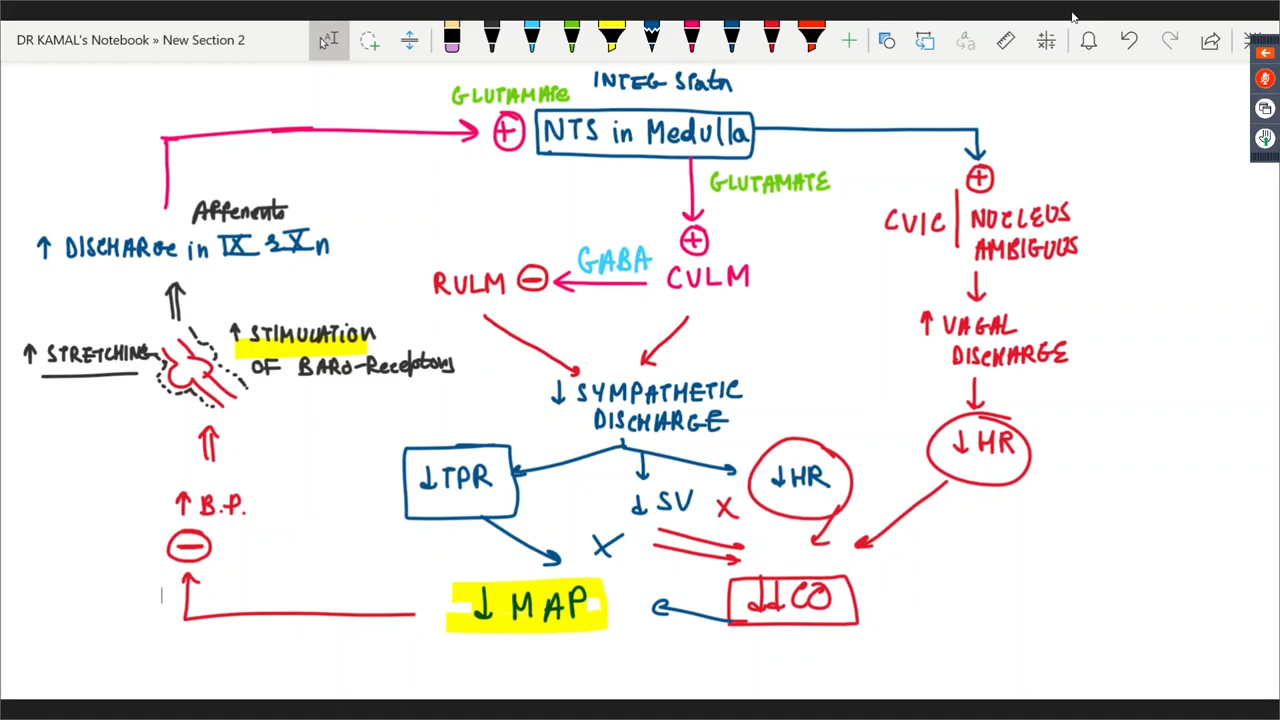 DR KAMAL's Notebook » New Section 2
INTEG Statn
GLUTAMATE
⊕ NTS in Medulla
GLUTAMATE
⊕
CVIC | NUCLEUS
AMBIGUUS
Afferents
↑ DISCHARGE in IX & X n
⊕
RVLM ⊖ GABA CVLM
↑ VAGAL
DISCHARGE
↑ STIMULATION
OF BARO-Receptors
↑ STRETCHING
↓ SYMPATHETIC
DISCHARGE
↓ HR
↓ TPR
↓ SV
X
↓ HR
↑ B.P.
⊖
X
↓ MAP
↓↓ CO